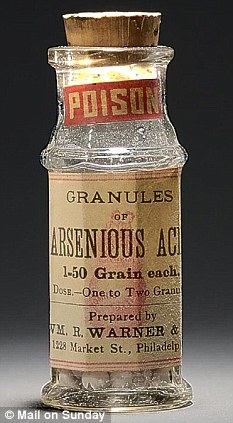 POISON
GRANULES
OF
ARSENIOUS ACI
1-50 Grain each.
DOSE.—One to Two Granu
Prepared by
WM. R. WARNER &
1228 Market St., Philadelp
© Mail on Sunday